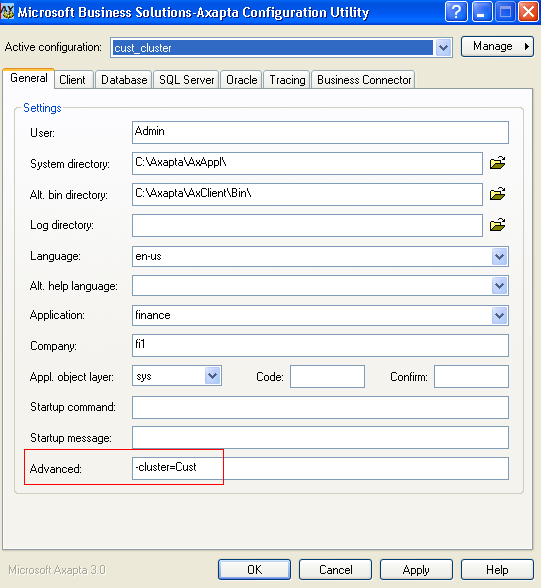 Microsoft Business Solutions-Axapta Configuration Utility
Active configuration: cust_cluster Manage
General Client Database SQL Server Oracle Tracing Business Connector
Settings
User: Admin
System directory: C:\Axapta\AxAppl\
Alt. bin directory: C:\Axapta\AxClient\Bin\
Log directory:
Language: en-us
Alt. help language:
Application: finance
Company: fi1
Appl. object layer: sys Code: Confirm:
Startup command:
Startup message:
Advanced: -cluster=Cust
Microsoft Axapta 3.0 OK Cancel Apply Help